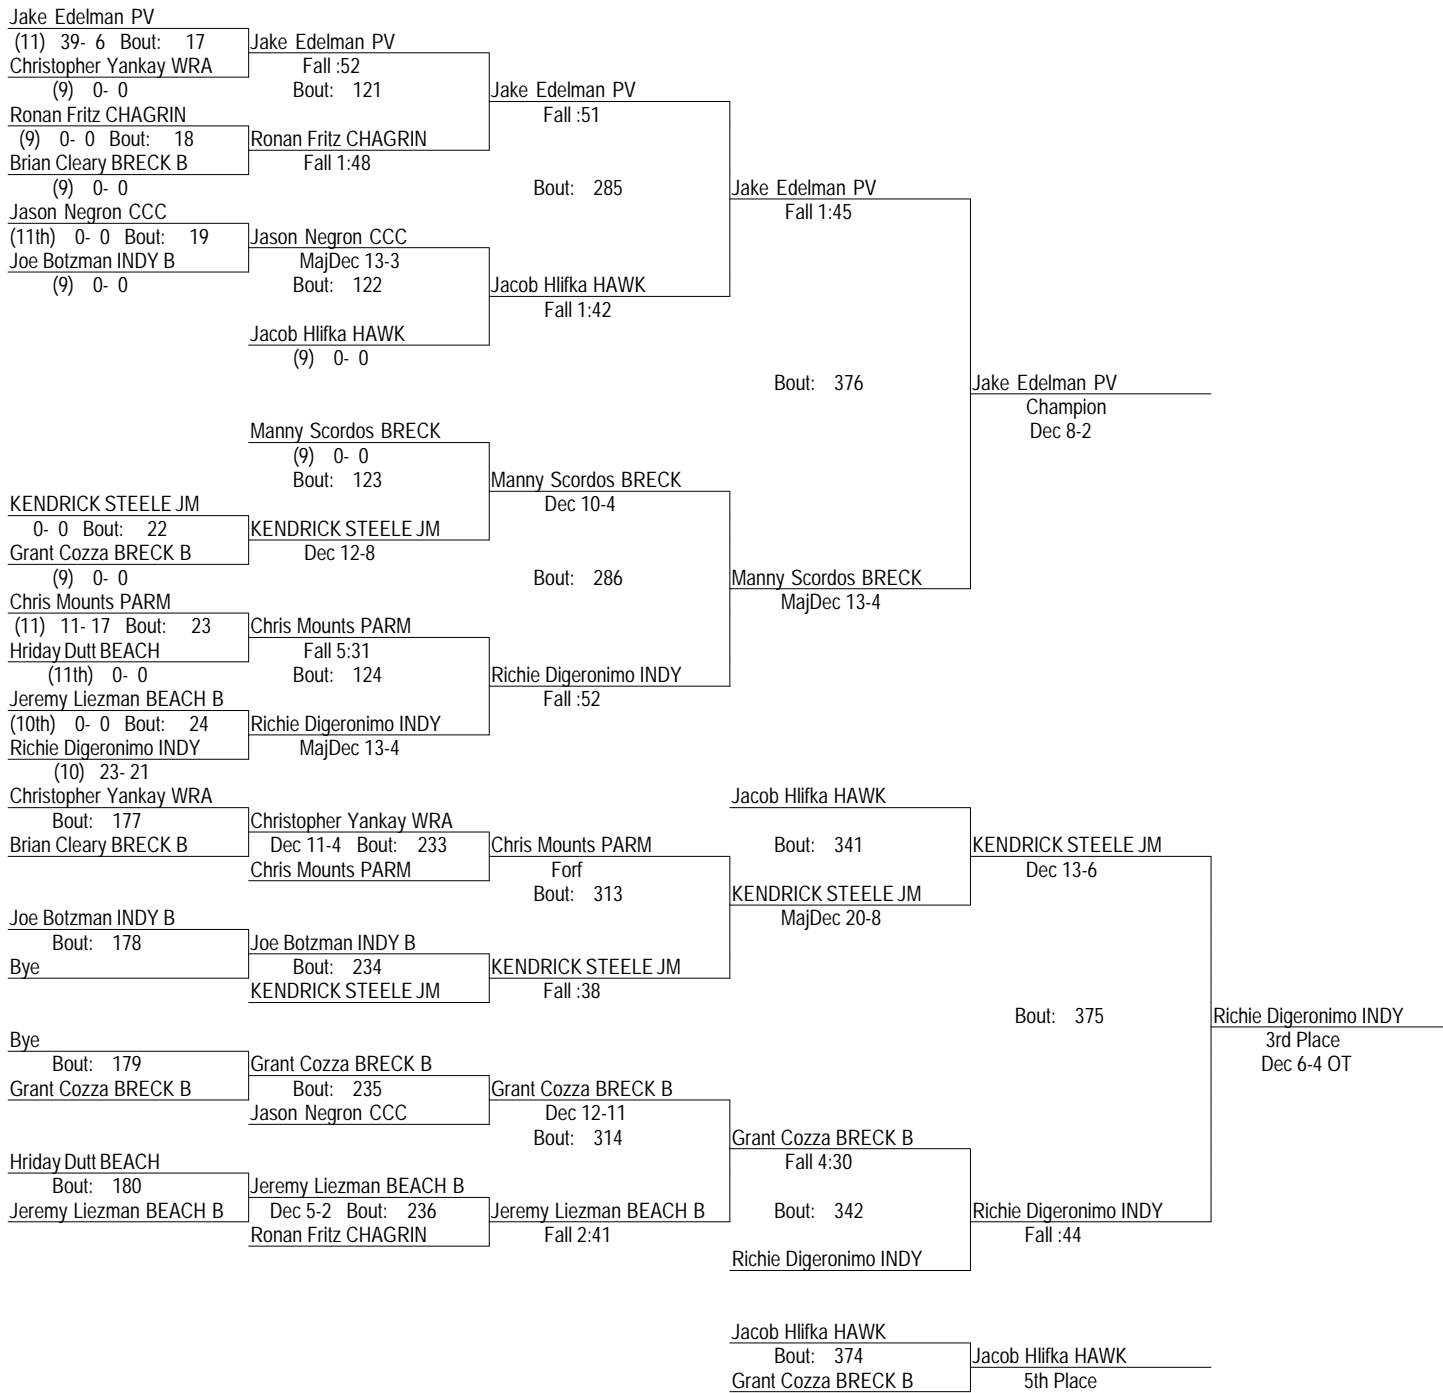 Jake Edelman PV
(11) 39- 6 Bout: 17
Jake Edelman PV
Christopher Yankay WRA
Fall :52
(9) 0- 0
Bout: 121
Jake Edelman PV
Ronan Fritz CHAGRIN
Fall :51
(9) 0- 0 Bout: 18
Ronan Fritz CHAGRIN
Brian Cleary BRECK B
Fall 1:48
(9) 0- 0
Bout: 285
Jake Edelman PV
Jason Negron CCC
Fall 1:45
(11th) 0- 0 Bout: 19
Jason Negron CCC
Joe Botzman INDY B
MajDec 13-3
(9) 0- 0
Bout: 122
Jacob Hlifka HAWK
Fall 1:42
Jacob Hlifka HAWK
(9) 0- 0
Bout: 376
Jake Edelman PV
Champion
Dec 8-2
Manny Scordos BRECK
(9) 0- 0
Bout: 123
Manny Scordos BRECK
Dec 10-4
KENDRICK STEELE JM
0- 0 Bout: 22
KENDRICK STEELE JM
Grant Cozza BRECK B
Dec 12-8
(9) 0- 0
Bout: 286
Manny Scordos BRECK
MajDec 13-4
Chris Mounts PARM
(11) 11- 17 Bout: 23
Chris Mounts PARM
Hriday Dutt BEACH
Fall 5:31
(11th) 0- 0
Bout: 124
Richie Digeronimo INDY
Fall :52
Jeremy Liezman BEACH B
(10th) 0- 0 Bout: 24
Richie Digeronimo INDY
Richie Digeronimo INDY
MajDec 13-4
(10) 23- 21
Christopher Yankay WRA
Jacob Hlifka HAWK
Bout: 177
Christopher Yankay WRA
Brian Cleary BRECK B
Dec 11-4 Bout: 233
Chris Mounts PARM
Bout: 341
KENDRICK STEELE JM
Chris Mounts PARM
Forf
Dec 13-6
Bout: 313
KENDRICK STEELE JM
Joe Botzman INDY B
MajDec 20-8
Bout: 178
Joe Botzman INDY B
Bye
Bout: 234
KENDRICK STEELE JM
KENDRICK STEELE JM
Fall :38
Bout: 375
Richie Digeronimo INDY
3rd Place
Dec 6-4 OT
Bye
Bout: 179
Grant Cozza BRECK B
Grant Cozza BRECK B
Bout: 235
Grant Cozza BRECK B
Jason Negron CCC
Dec 12-11
Bout: 314
Grant Cozza BRECK B
Fall 4:30
Hriday Dutt BEACH
Bout: 180
Jeremy Liezman BEACH B
Jeremy Liezman BEACH B
Dec 5-2 Bout: 236
Jeremy Liezman BEACH B
Bout: 342
Richie Digeronimo INDY
Ronan Fritz CHAGRIN
Fall 2:41
Fall :44
Richie Digeronimo INDY
Jacob Hlifka HAWK
Bout: 374
Jacob Hlifka HAWK
Grant Cozza BRECK B
5th Place